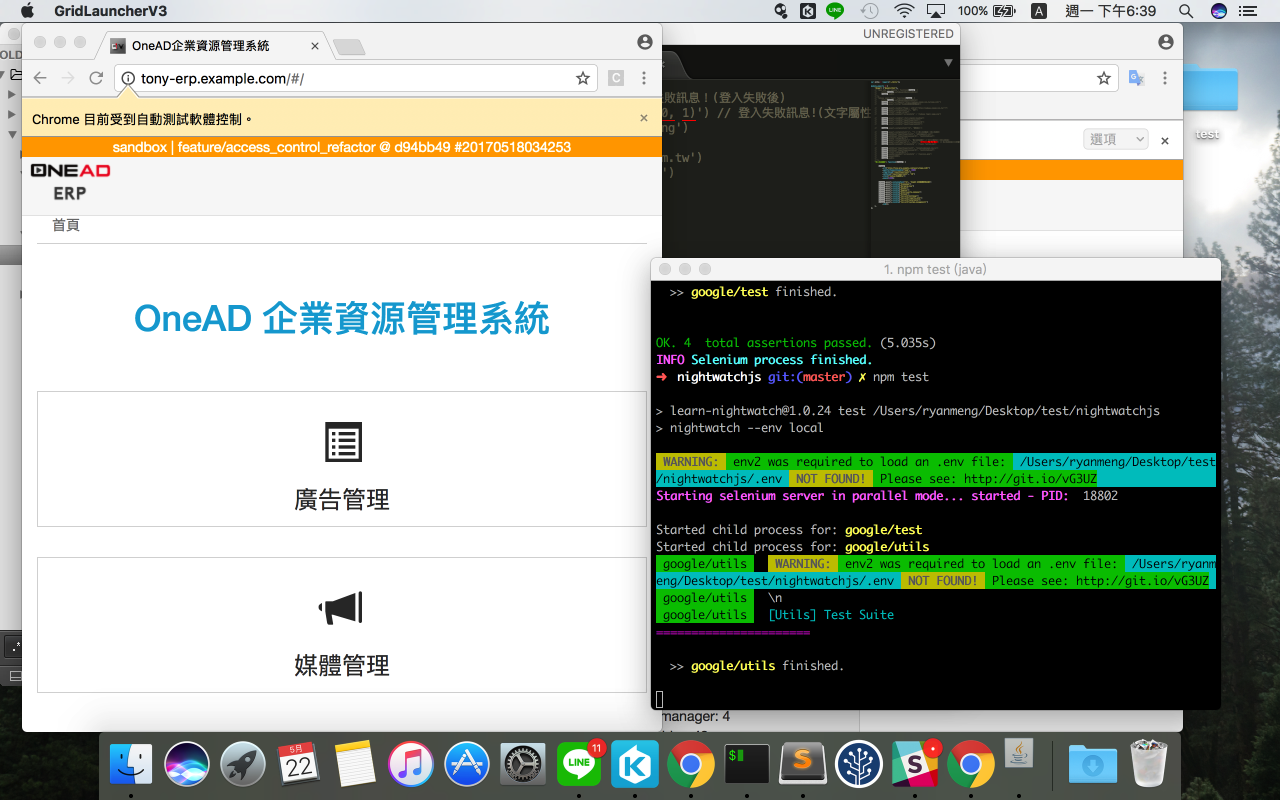 GridLauncherV3
LINE
100%
A
週一 下午6:39
OneAD企業資源管理系統
UNREGISTERED
OLD
tony-erp.example.com/#/
C
Chrome 目前受到自動測試軟體控制。
敗訊息！(登入失敗後)
0, 1)') // 登入失敗訊息!(文字屬性
ng')
m.tw')
')
選項
test
sandbox | feature/access_control_refactor @ d94bb49 #20170518034253
ONEAD
ERP
首頁
OneAD 企業資源管理系統
廣告管理
媒體管理
1. npm test (java)
>> google/test finished.
OK. 4  total assertions passed. (5.035s)
INFO Selenium process finished.
➜  nightwatchjs git:(master) ✗ npm test
> learn-nightwatch@1.0.24 test /Users/ryanmeng/Desktop/test/nightwatchjs
> nightwatch --env local
WARNING:  env2 was required to load an .env file:  /Users/ryanmeng/Desktop/test
/nightwatchjs/.env  NOT FOUND!  Please see: http://git.io/vG3UZ
Starting selenium server in parallel mode... started - PID:  18802
Started child process for: google/test
Started child process for: google/utils
google/utils   WARNING:  env2 was required to load an .env file:  /Users/ryanm
eng/Desktop/test/nightwatchjs/.env  NOT FOUND!  Please see: http://git.io/vG3UZ
google/utils   \n
google/utils   [Utils] Test Suite
======================
>> google/utils finished.
manager: 4
5月
22
LINE
11
$
S